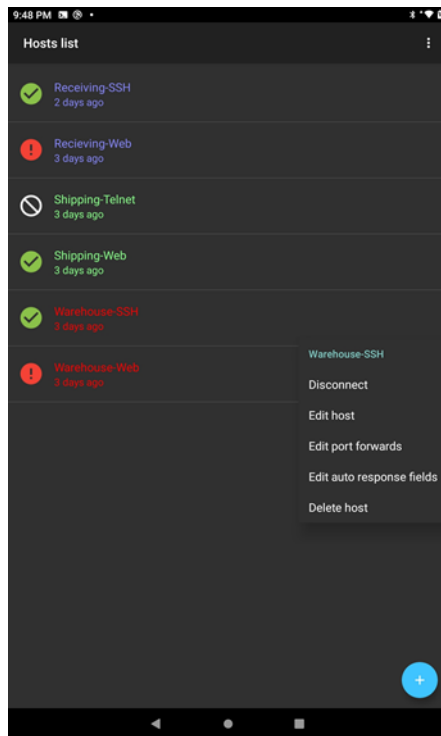 9:48 PM
Hosts list
Receiving-SSH
2 days ago
Recieving-Web
3 days ago
Shipping-Telnet
3 days ago
Shipping-Web
3 days ago
Warehouse-SSH
3 days ago
Warehouse-Web
3 days ago
Warehouse-SSH
Disconnect
Edit host
Edit port forwards
Edit auto response fields
Delete host